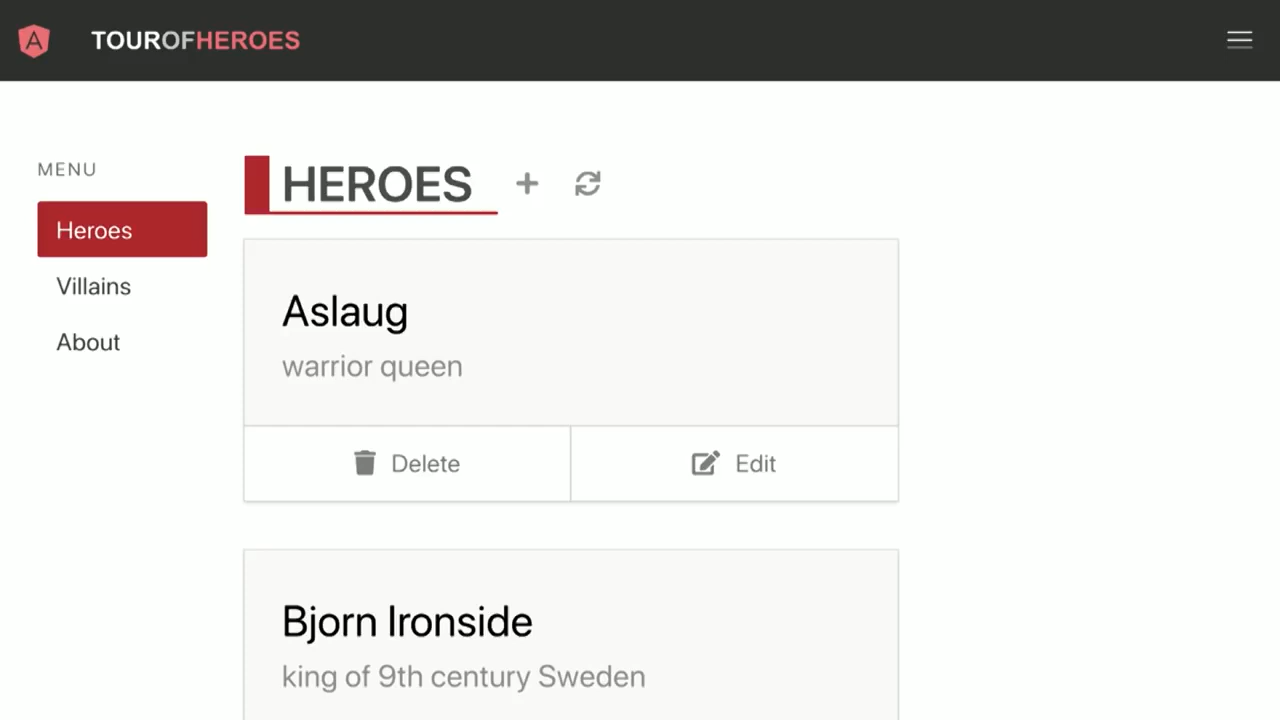 TOUROFHEROES
MENU
Heroes
Villains
About
HEROES
Aslaug
warrior queen
Delete
Edit
Bjorn Ironside
king of 9th century Sweden